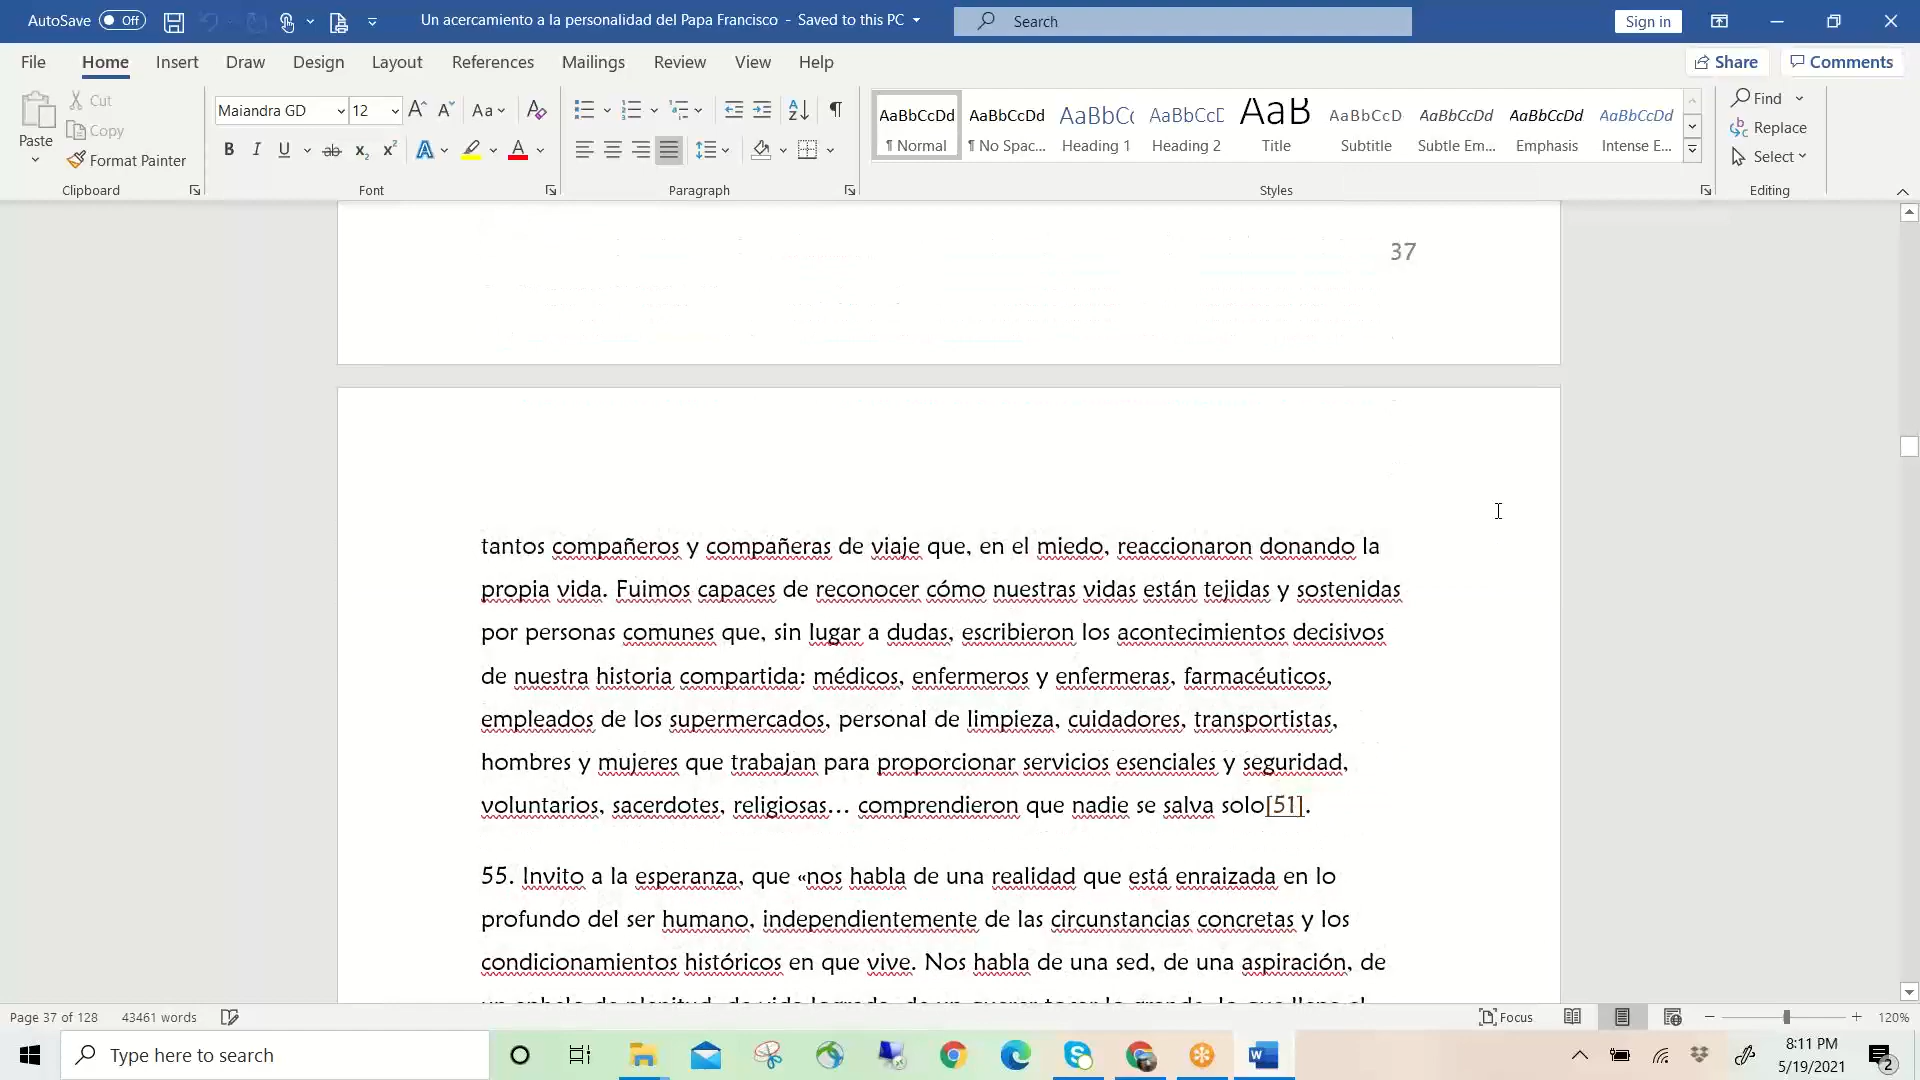 AutoSave Off Un acercamiento a la personalidad del Papa Francisco - Saved to this PC Search Sign in
File Home Insert Draw Design Layout References Mailings Review View Help Share Comments
Paste Cut Copy Format Painter
Maiandra GD 12 Aa
B I U ab x₂ x² A A
AaBbCcDd AaBbCcDd AaBbCc AaBbCcD AaB AaBbCcD AaBbCcDd AaBbCcDd AaBbCcDd
¶ Normal ¶ No Spac... Heading 1 Heading 2 Title Subtitle Subtle Em... Emphasis Intense E...
Find Replace Select
Clipboard Font Paragraph Styles Editing
37
tantos compañeros y compañeras de viaje que, en el miedo, reaccionaron donando la
propia vida. Fuimos capaces de reconocer cómo nuestras vidas están tejidas y sostenidas
por personas comunes que, sin lugar a dudas, escribieron los acontecimientos decisivos
de nuestra historia compartida: médicos, enfermeros y enfermeras, farmacéuticos,
empleados de los supermercados, personal de limpieza, cuidadores, transportistas,
hombres y mujeres que trabajan para proporcionar servicios esenciales y seguridad,
voluntarios, sacerdotes, religiosas… comprendieron que nadie se salva solo[51].
55. Invito a la esperanza, que «nos habla de una realidad que está enraizada en lo
profundo del ser humano, independientemente de las circunstancias concretas y los
condicionamientos históricos en que vive. Nos habla de una sed, de una aspiración, de
Page 37 of 128 43461 words Focus 120%
Type here to search
8:11 PM
5/19/2021
2